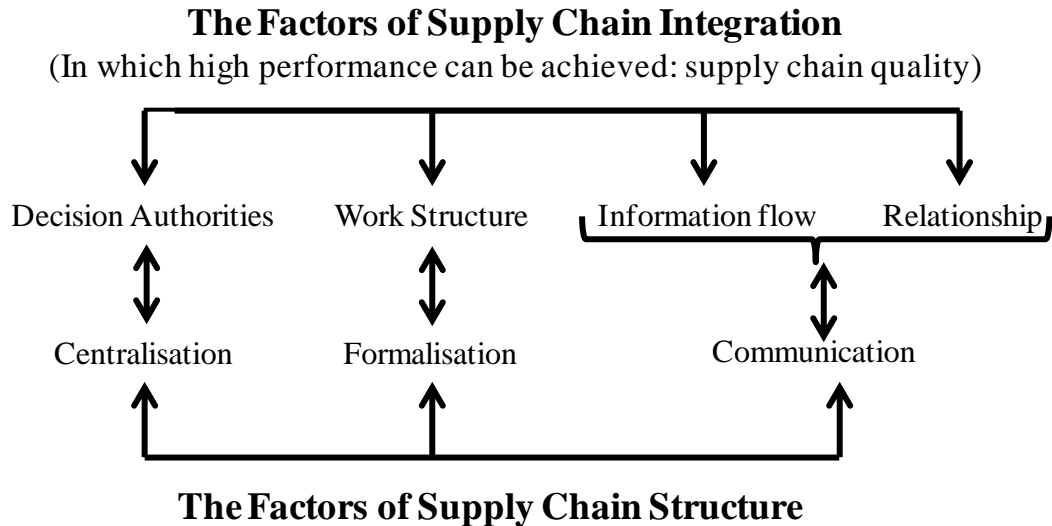 The Factors of Supply Chain Integration
(In which high performance can be achieved: supply chain quality)
Decision Authorities Work Structure Information flow Relationship
Centralisation Formalisation Communication
The Factors of Supply Chain Structure